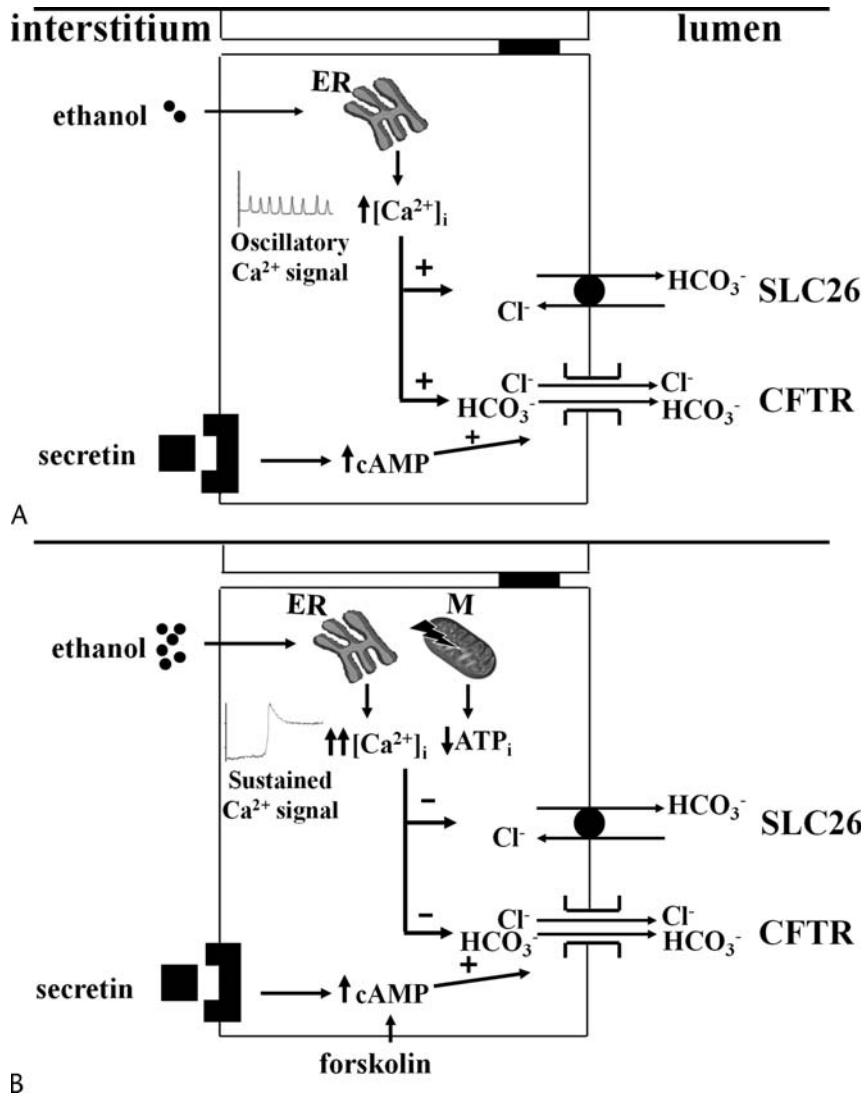 interstitium lumen
ER
ethanol
↑[Ca²⁺]ᵢ
Oscillatory
Ca²⁺ signal
+
HCO₃⁻
SLC26
Cl⁻
+
Cl⁻ Cl⁻
HCO₃⁻ HCO₃⁻
CFTR
+
secretin ↑cAMP
A
ER M
ethanol
↑↑[Ca²⁺]ᵢ ↓ATPᵢ
Sustained
Ca²⁺ signal
-
HCO₃⁻
SLC26
Cl⁻
-
Cl⁻ Cl⁻
HCO₃⁻ HCO₃⁻
CFTR
+
secretin ↑cAMP
forskolin
B